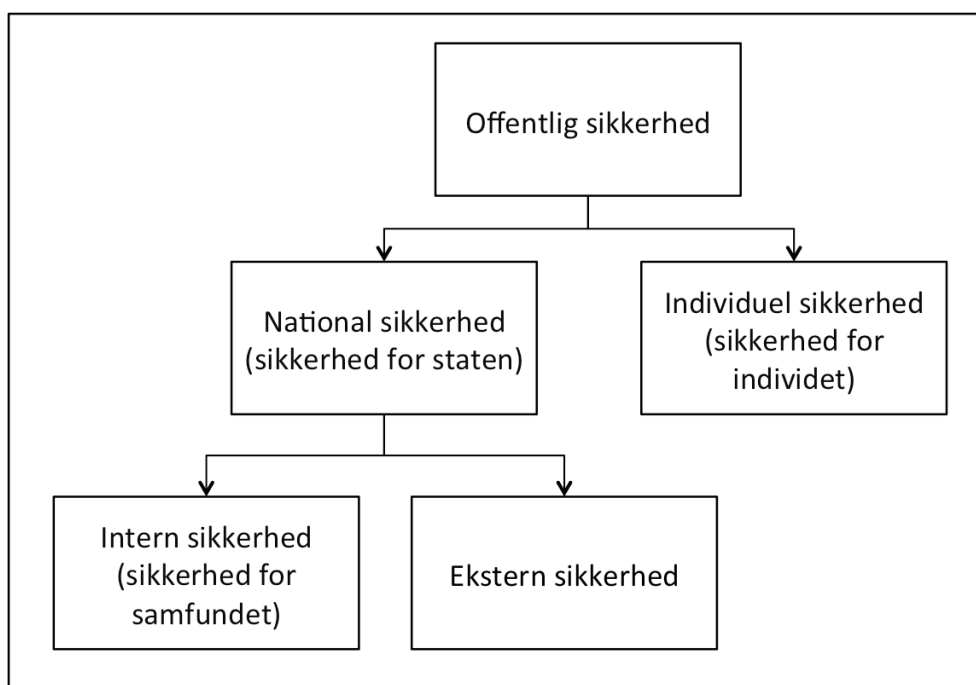 Offentlig sikkerhed
National sikkerhed
(sikkerhed for staten)
Individuel sikkerhed
(sikkerhed for
individet)
Intern sikkerhed
(sikkerhed for
samfundet)
Ekstern sikkerhed